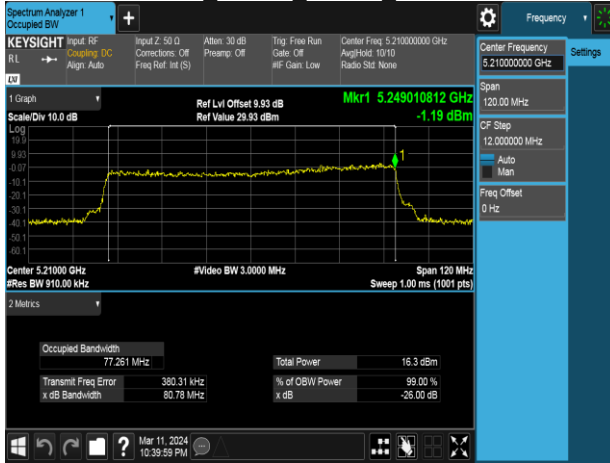 Spectrum Analyzer 1
Occupied BW
+
Frequency
KEYSIGHT
RL
LXI
Input: RF
Coupling: DC
Align: Auto
Input Z: 50 Ω
Corrections: Off
Freq Ref: Int (S)
Atten: 30 dB
Preamp: Off
Trig: Free Run
Gate: Off
#IF Gain: Low
Center Freq: 5.210000000 GHz
Avg|Hold: 10/10
Radio Std: None
Center Frequency
5.210000000 GHz
Settings
Span
120.00 MHz
CF Step
12.000000 MHz
Auto
Man
Freq Offset
0 Hz
1 Graph
Scale/Div 10.0 dB
Ref Lvl Offset 9.93 dB
Ref Value 29.93 dBm
Mkr1 5.249010812 GHz
-1.19 dBm
Log
19.9
9.93
-0.07
-10.1
-20.1
-30.1
-40.1
-50.1
-60.1
1
Center 5.21000 GHz
#Res BW 910.00 kHz
#Video BW 3.0000 MHz
Span 120 MHz
Sweep 1.00 ms (1001 pts)
2 Metrics
Occupied Bandwidth
77.261 MHz
Total Power 16.3 dBm
Transmit Freq Error 380.31 kHz
% of OBW Power 99.00 %
x dB Bandwidth 80.78 MHz
x dB -26.00 dB
?
Mar 11, 2024
10:39:59 PM